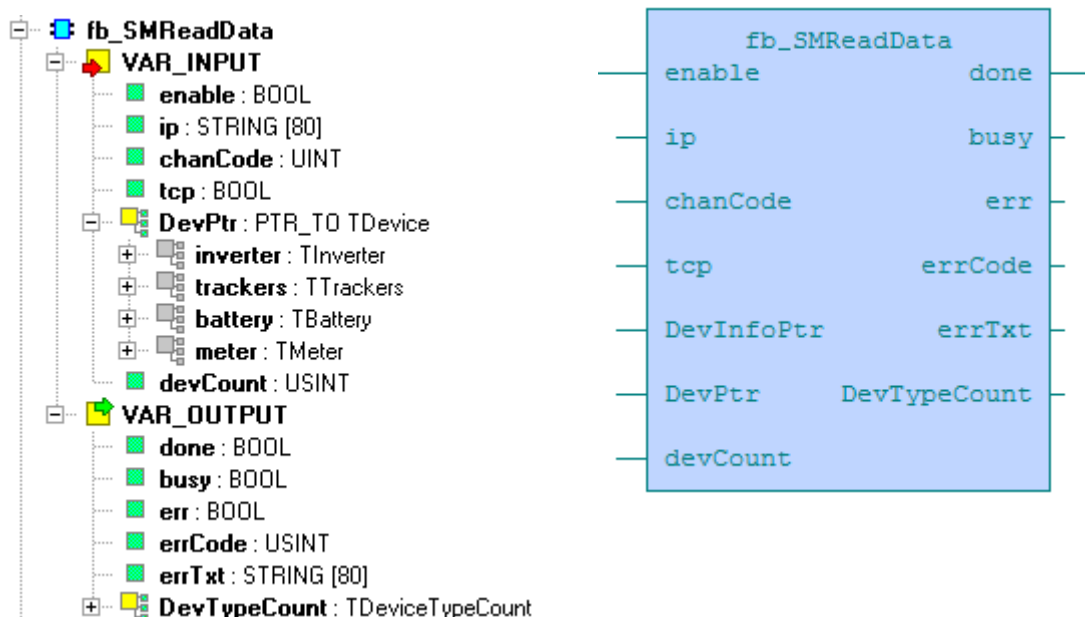 fb_SMReadData
VAR_INPUT
enable : BOOL
ip : STRING [80]
chanCode : UINT
tcp : BOOL
DevPtr : PTR_TO TDevice
inverter : TInverter
trackers : TTrackers
battery : TBattery
meter : TMeter
devCount : USINT
VAR_OUTPUT
done : BOOL
busy : BOOL
err : BOOL
errCode : USINT
errTxt : STRING [80]
DevTypeCount : TDeviceTypeCount
fb_SMReadData
enable done
ip busy
chanCode err
tcp errCode
DevInfoPtr errTxt
DevPtr DevTypeCount
devCount